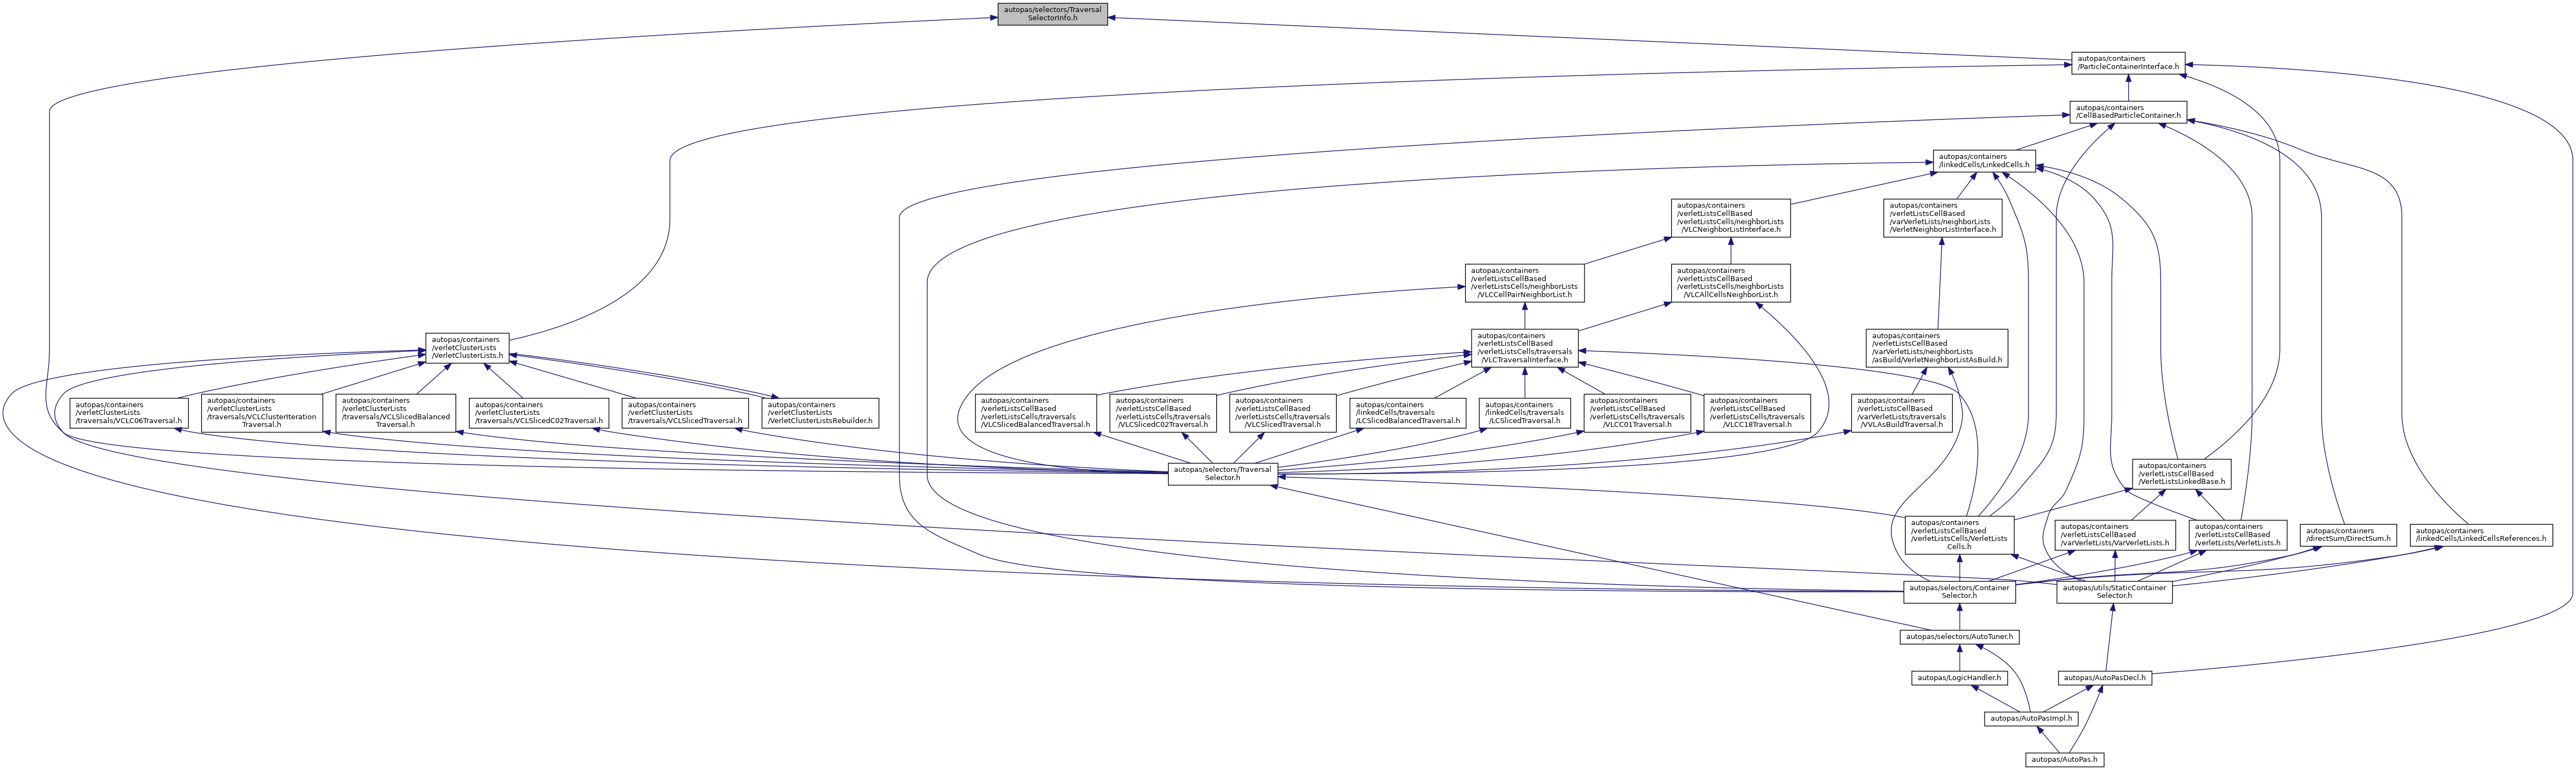 autopas/selectors/Traversal
SelectorInfo.h
autopas/containers
/ParticleContainerInterface.h
autopas/containers
/CellBasedParticleContainer.h
autopas/containers
/linkedCells/LinkedCells.h
autopas/containers
/verletListsCellBased
/verletListsCells/neighborLists
/VLCNeighborListInterface.h
autopas/containers
/verletListsCellBased
/varVerletLists/neighborLists
/VerletNeighborListInterface.h
autopas/containers
/verletListsCellBased
/verletListsCells/neighborLists
/VLCCellPairNeighborList.h
autopas/containers
/verletListsCellBased
/verletListsCells/neighborLists
/VLCAllCellsNeighborList.h
autopas/containers
/verletClusterLists
/VerletClusterLists.h
autopas/containers
/verletListsCellBased
/verletListsCells/traversals
/VLCTraversalInterface.h
autopas/containers
/verletListsCellBased
/varVerletLists/neighborLists
/asBuild/VerletNeighborListAsBuild.h
autopas/containers
/verletClusterLists
/traversals/VCLC06Traversal.h
autopas/containers
/verletClusterLists
/traversals/VCLClusterIteration
Traversal.h
autopas/containers
/verletClusterLists
/traversals/VCLSlicedBalanced
Traversal.h
autopas/containers
/verletClusterLists
/traversals/VCLSlicedC02Traversal.h
autopas/containers
/verletClusterLists
/traversals/VCLSlicedTraversal.h
autopas/containers
/verletClusterLists
/VerletClusterListsRebuilder.h
autopas/containers
/verletListsCellBased
/verletListsCells/traversals
/VLCSlicedBalancedTraversal.h
autopas/containers
/verletListsCellBased
/verletListsCells/traversals
/VLCSlicedC02Traversal.h
autopas/containers
/verletListsCellBased
/verletListsCells/traversals
/VLCSlicedTraversal.h
autopas/containers
/linkedCells/traversals
/LCSlicedBalancedTraversal.h
autopas/containers
/linkedCells/traversals
/LCSlicedTraversal.h
autopas/containers
/verletListsCellBased
/verletListsCells/traversals
/VLCC01Traversal.h
autopas/containers
/verletListsCellBased
/verletListsCells/traversals
/VLCC18Traversal.h
autopas/containers
/verletListsCellBased
/varVerletLists/traversals
/VVLAsBuildTraversal.h
autopas/selectors/Traversal
Selector.h
autopas/containers
/verletListsCellBased
/VerletListsLinkedBase.h
autopas/containers
/verletListsCellBased
/verletListsCells/VerletLists
Cells.h
autopas/containers
/verletListsCellBased
/varVerletLists/VarVerletLists.h
autopas/containers
/verletListsCellBased
/verletLists/VerletLists.h
autopas/containers
/directSum/DirectSum.h
autopas/containers
/linkedCells/LinkedCellsReferences.h
autopas/selectors/Container
Selector.h
autopas/utils/StaticContainer
Selector.h
autopas/selectors/AutoTuner.h
autopas/LogicHandler.h
autopas/AutoPasDecl.h
autopas/AutoPasImpl.h
autopas/AutoPas.h